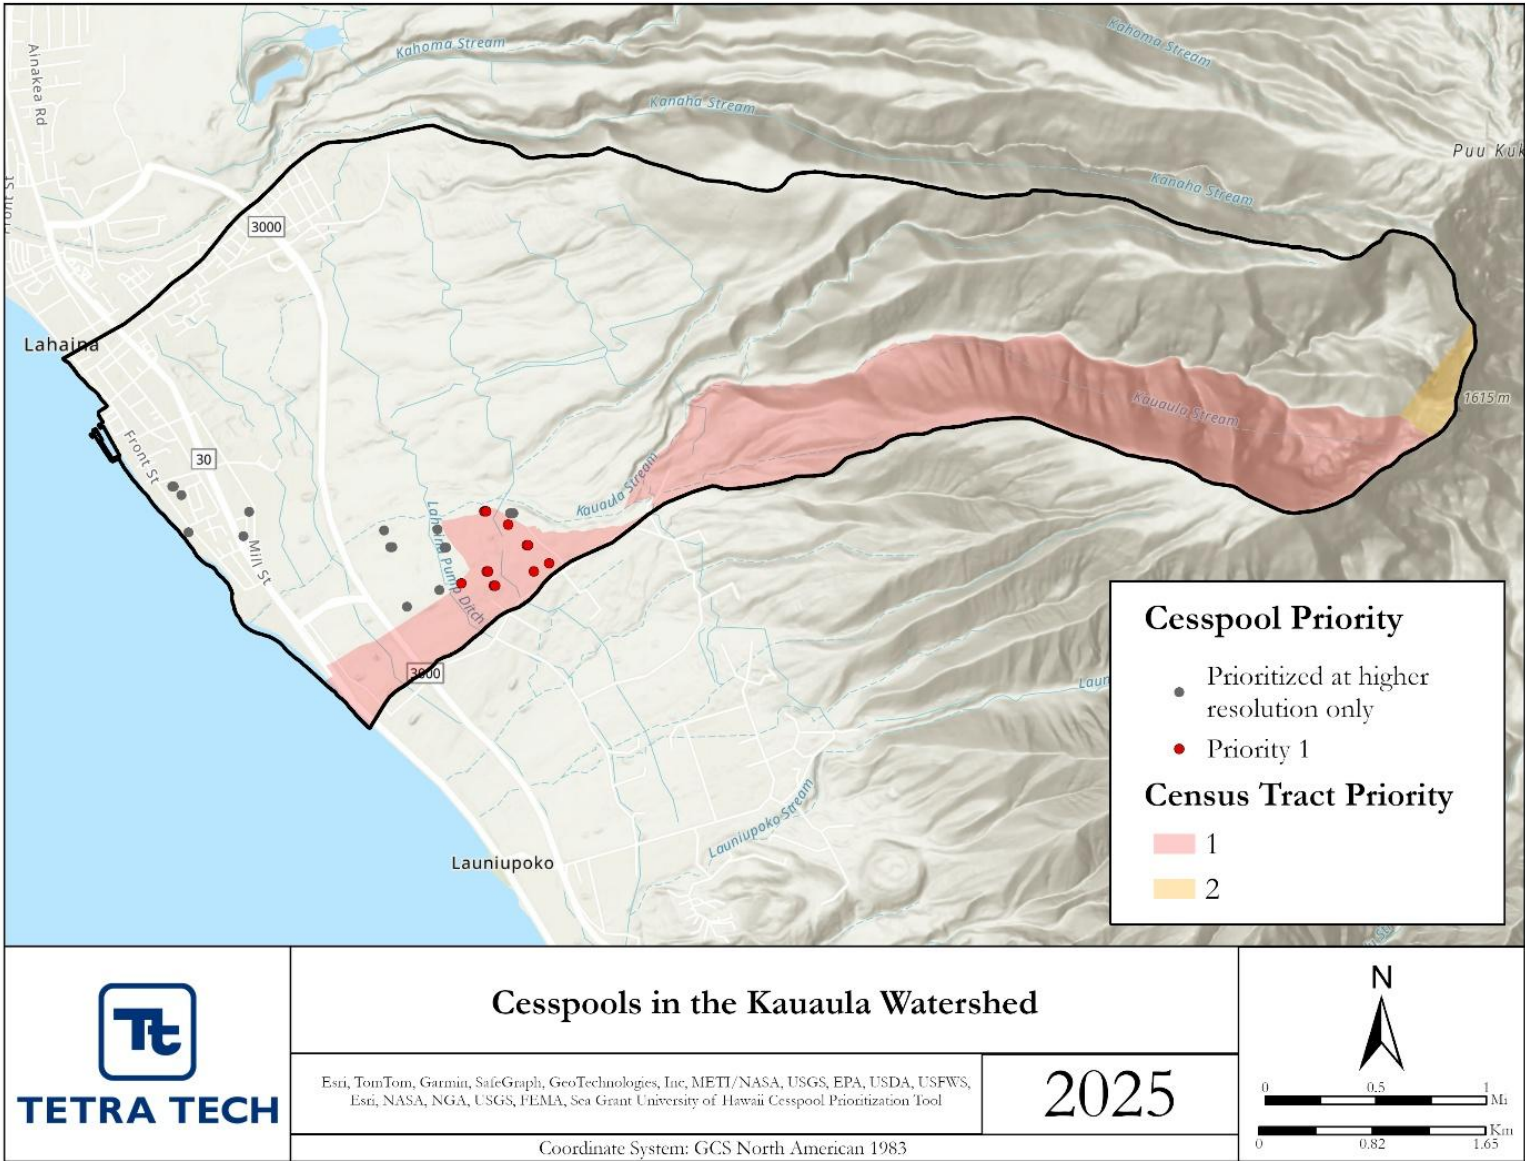 Ainakea Rd
Kahoma Stream
Kahoma Stream
Kanaha Stream
Puu Kuk
Kanaha Stream
Front St
3000
Lahaina
1615 m
Kauaula Stream
Front St
30
Kauaula Stream
Lahaina Pump Ditch
Mill St
3000
Laun
Launiupoko Stream
Launiupoko
Cesspool Priority
Prioritized at higher
resolution only
Priority 1
Census Tract Priority
1
2
Tt
TETRA TECH
Cesspools in the Kauaula Watershed
Esri, TomTom, Garmin, SafeGraph, GeoTechnologies, Inc, METI/NASA, USGS, EPA, USDA, USFWS,
Esri, NASA, NGA, USGS, FEMA, Sea Grant University of Hawaii Cesspool Prioritization Tool
2025
Coordinate System: GCS North American 1983
N
0 0.5 1
Mi
Km
0 0.82 1.65